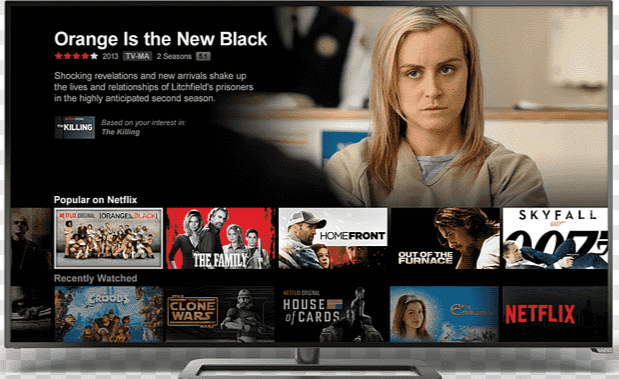 Orange Is the New Black
2013 TV-MA 2 Seasons 5.1
Shocking revelations and new arrivals shake up
the lives and relationships of Litchfield's prisoners
in the highly anticipated second season.
THE KILLING
Based on your interest in:
The Killing
Popular on Netflix
NETFLIX ORIGINAL ORANGE IS the NEW BLACK
THE FAMILY
HOMEFRONT
OUT OF THE
FURNACE
SKYFALL
007
Recently Watched
THE CROODS
STAR WARS
CLONE
WARS
NETFLIX ORIGINAL
HOUSE
of CARDS
NETFLIX
VIZIO